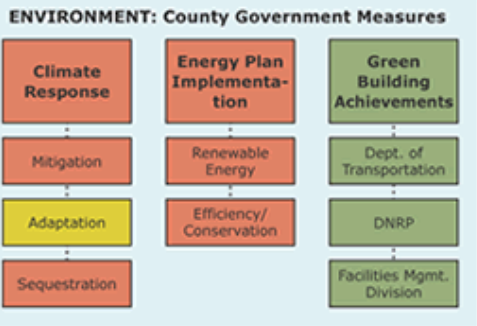 ENVIRONMENT: County Government Measures
Climate
Response
Mitigation
Adaptation
Sequestration
Energy Plan
Implementa-
tion
Renewable
Energy
Efficiency/
Conservation
Green
Building
Achievements
Dept. of
Transportation
DNRP
Facilities Mgmt.
Division